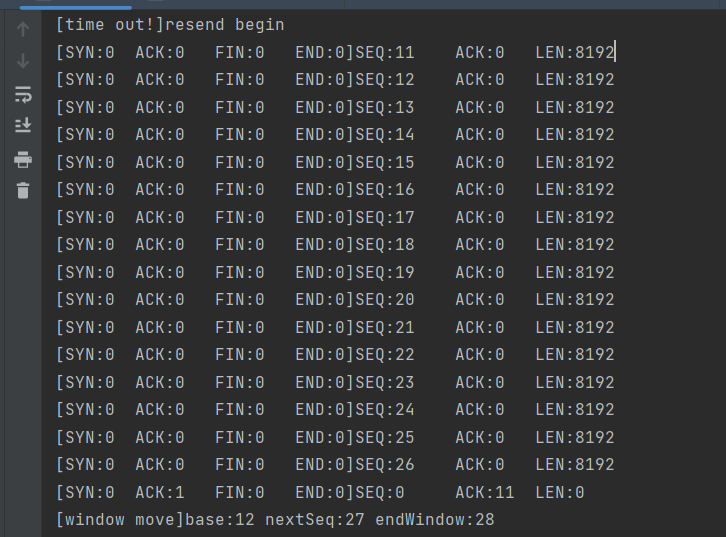 [time out!]resend begin
[SYN:0 ACK:0 FIN:0 END:0]SEQ:11 ACK:0 LEN:8192
[SYN:0 ACK:0 FIN:0 END:0]SEQ:12 ACK:0 LEN:8192
[SYN:0 ACK:0 FIN:0 END:0]SEQ:13 ACK:0 LEN:8192
[SYN:0 ACK:0 FIN:0 END:0]SEQ:14 ACK:0 LEN:8192
[SYN:0 ACK:0 FIN:0 END:0]SEQ:15 ACK:0 LEN:8192
[SYN:0 ACK:0 FIN:0 END:0]SEQ:16 ACK:0 LEN:8192
[SYN:0 ACK:0 FIN:0 END:0]SEQ:17 ACK:0 LEN:8192
[SYN:0 ACK:0 FIN:0 END:0]SEQ:18 ACK:0 LEN:8192
[SYN:0 ACK:0 FIN:0 END:0]SEQ:19 ACK:0 LEN:8192
[SYN:0 ACK:0 FIN:0 END:0]SEQ:20 ACK:0 LEN:8192
[SYN:0 ACK:0 FIN:0 END:0]SEQ:21 ACK:0 LEN:8192
[SYN:0 ACK:0 FIN:0 END:0]SEQ:22 ACK:0 LEN:8192
[SYN:0 ACK:0 FIN:0 END:0]SEQ:23 ACK:0 LEN:8192
[SYN:0 ACK:0 FIN:0 END:0]SEQ:24 ACK:0 LEN:8192
[SYN:0 ACK:0 FIN:0 END:0]SEQ:25 ACK:0 LEN:8192
[SYN:0 ACK:0 FIN:0 END:0]SEQ:26 ACK:0 LEN:8192
[SYN:0 ACK:1 FIN:0 END:0]SEQ:0 ACK:11 LEN:0
[window move]base:12 nextSeq:27 endWindow:28